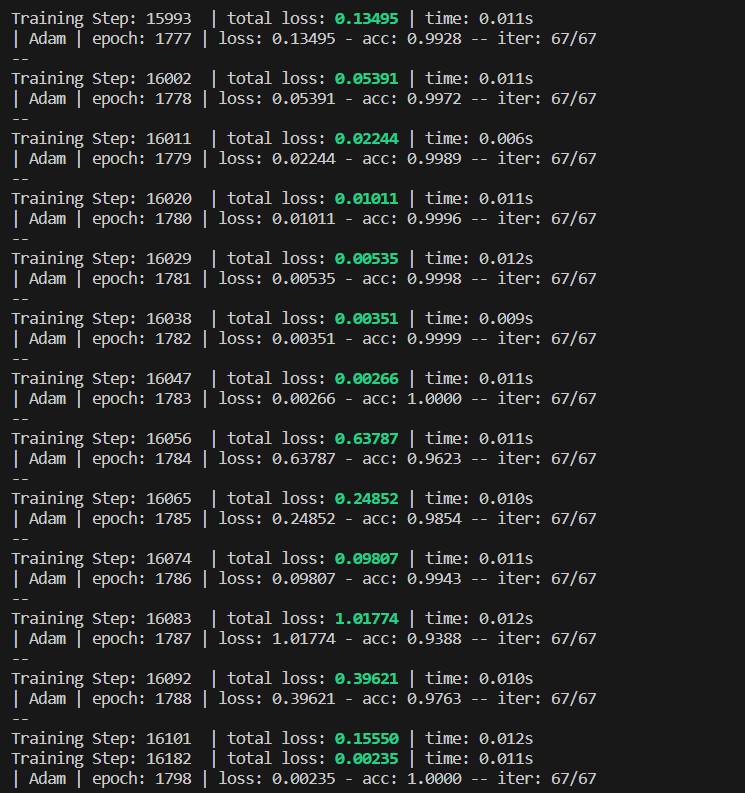 Training Step: 15993  | total loss: 0.13495 | time: 0.011s
| Adam | epoch: 1777 | loss: 0.13495 - acc: 0.9928 -- iter: 67/67
--
Training Step: 16002  | total loss: 0.05391 | time: 0.011s
| Adam | epoch: 1778 | loss: 0.05391 - acc: 0.9972 -- iter: 67/67
--
Training Step: 16011  | total loss: 0.02244 | time: 0.006s
| Adam | epoch: 1779 | loss: 0.02244 - acc: 0.9989 -- iter: 67/67
--
Training Step: 16020  | total loss: 0.01011 | time: 0.011s
| Adam | epoch: 1780 | loss: 0.01011 - acc: 0.9996 -- iter: 67/67
--
Training Step: 16029  | total loss: 0.00535 | time: 0.012s
| Adam | epoch: 1781 | loss: 0.00535 - acc: 0.9998 -- iter: 67/67
--
Training Step: 16038  | total loss: 0.00351 | time: 0.009s
| Adam | epoch: 1782 | loss: 0.00351 - acc: 0.9999 -- iter: 67/67
--
Training Step: 16047  | total loss: 0.00266 | time: 0.011s
| Adam | epoch: 1783 | loss: 0.00266 - acc: 1.0000 -- iter: 67/67
--
Training Step: 16056  | total loss: 0.63787 | time: 0.011s
| Adam | epoch: 1784 | loss: 0.63787 - acc: 0.9623 -- iter: 67/67
--
Training Step: 16065  | total loss: 0.24852 | time: 0.010s
| Adam | epoch: 1785 | loss: 0.24852 - acc: 0.9854 -- iter: 67/67
--
Training Step: 16074  | total loss: 0.09807 | time: 0.011s
| Adam | epoch: 1786 | loss: 0.09807 - acc: 0.9943 -- iter: 67/67
--
Training Step: 16083  | total loss: 1.01774 | time: 0.012s
| Adam | epoch: 1787 | loss: 1.01774 - acc: 0.9388 -- iter: 67/67
--
Training Step: 16092  | total loss: 0.39621 | time: 0.010s
| Adam | epoch: 1788 | loss: 0.39621 - acc: 0.9763 -- iter: 67/67
--
Training Step: 16101  | total loss: 0.15550 | time: 0.012s
Training Step: 16182  | total loss: 0.00235 | time: 0.011s
| Adam | epoch: 1798 | loss: 0.00235 - acc: 1.0000 -- iter: 67/67